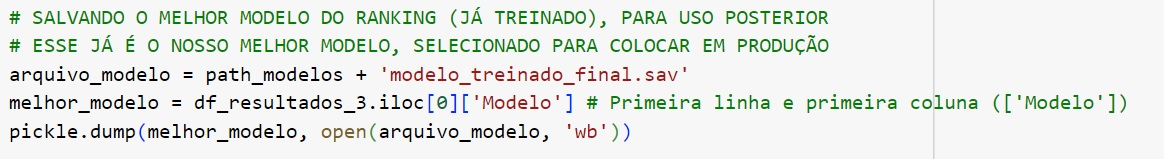 # SALVANDO O MELHOR MODELO DO RANKING (JÁ TREINADO), PARA USO POSTERIOR
# ESSE JÁ É O NOSSO MELHOR MODELO, SELECIONADO PARA COLOCAR EM PRODUÇÃO
arquivo_modelo = path_modelos + 'modelo_treinado_final.sav'
melhor_modelo = df_resultados_3.iloc[0]['Modelo'] # Primeira linha e primeira coluna (['Modelo'])
pickle.dump(melhor_modelo, open(arquivo_modelo, 'wb'))